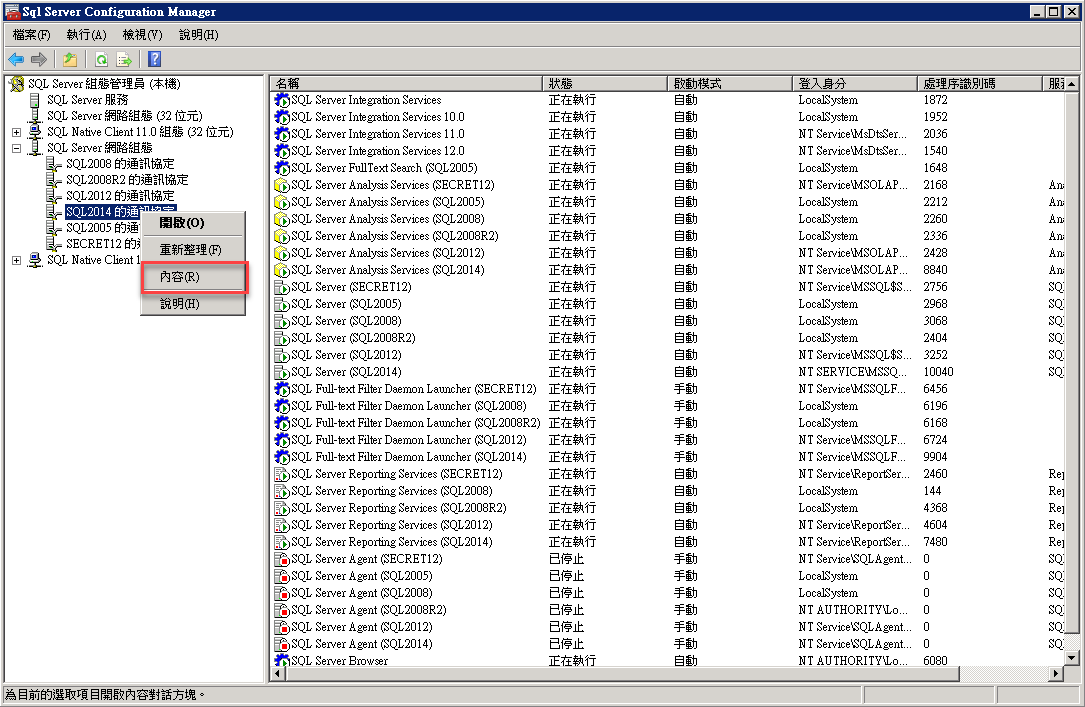 Sql Server Configuration Manager
檔案(F) 執行(A) 檢視(V) 說明(H)
SQL Server 組態管理員 (本機)
SQL Server 服務
SQL Server 網路組態 (32 位元)
SQL Native Client 11.0 組態 (32 位元)
SQL Server 網路組態
SQL2008 的通訊協定
SQL2008R2 的通訊協定
SQL2012 的通訊協定
SQL2014 的通訊協定
SQL2005 的通
SECRET12 的
SQL Native Client 1
開啟(O)
重新整理(F)
內容(R)
說明(H)
名稱 狀態 啟動模式 登入身分 處理序識別碼 服務
SQL Server Integration Services 正在執行 自動 LocalSystem 1872
SQL Server Integration Services 10.0 正在執行 自動 LocalSystem 1952
SQL Server Integration Services 11.0 正在執行 自動 NT Service\MsDtsSer... 2036
SQL Server Integration Services 12.0 正在執行 自動 NT Service\MsDtsSer... 1540
SQL Server FullText Search (SQL2005) 正在執行 自動 LocalSystem 1648
SQL Server Analysis Services (SECRET12) 正在執行 自動 NT Service\MSOLAP... 2168 Ana
SQL Server Analysis Services (SQL2005) 正在執行 自動 LocalSystem 2212 Ana
SQL Server Analysis Services (SQL2008) 正在執行 自動 LocalSystem 2260 Ana
SQL Server Analysis Services (SQL2008R2) 正在執行 自動 LocalSystem 2336 Ana
SQL Server Analysis Services (SQL2012) 正在執行 自動 NT Service\MSOLAP... 2428 Ana
SQL Server Analysis Services (SQL2014) 正在執行 自動 NT Service\MSOLAP... 8840 Ana
SQL Server (SECRET12) 正在執行 自動 NT Service\MSSQL$S... 2756 SQ
SQL Server (SQL2005) 正在執行 自動 LocalSystem 2968 SQ
SQL Server (SQL2008) 正在執行 自動 LocalSystem 3068 SQ
SQL Server (SQL2008R2) 正在執行 自動 LocalSystem 2404 SQ
SQL Server (SQL2012) 正在執行 自動 NT Service\MSSQL$S... 3252 SQ
SQL Server (SQL2014) 正在執行 自動 NT SERVICE\MSSQ... 10040 SQ
SQL Full-text Filter Daemon Launcher (SECRET12) 正在執行 手動 NT Service\MSSQLF... 6456
SQL Full-text Filter Daemon Launcher (SQL2008) 正在執行 手動 LocalSystem 6196
SQL Full-text Filter Daemon Launcher (SQL2008R2) 正在執行 手動 LocalSystem 6168
SQL Full-text Filter Daemon Launcher (SQL2012) 正在執行 手動 NT Service\MSSQLF... 6724
SQL Full-text Filter Daemon Launcher (SQL2014) 正在執行 手動 NT Service\MSSQLF... 9904
SQL Server Reporting Services (SECRET12) 正在執行 自動 NT Service\ReportSer... 2460 Rep
SQL Server Reporting Services (SQL2008) 正在執行 自動 LocalSystem 144 Rep
SQL Server Reporting Services (SQL2008R2) 正在執行 自動 LocalSystem 4368 Rep
SQL Server Reporting Services (SQL2012) 正在執行 自動 NT Service\ReportSer... 4604 Rep
SQL Server Reporting Services (SQL2014) 正在執行 自動 NT Service\ReportSer... 7480 Rep
SQL Server Agent (SECRET12) 已停止 手動 NT Service\SQLAgent... 0 SQ
SQL Server Agent (SQL2005) 已停止 手動 LocalSystem 0 SQ
SQL Server Agent (SQL2008) 已停止 手動 LocalSystem 0 SQ
SQL Server Agent (SQL2008R2) 已停止 手動 NT AUTHORITY\Lo... 0 SQ
SQL Server Agent (SQL2012) 已停止 手動 NT Service\SQLAgent... 0 SQ
SQL Server Agent (SQL2014) 已停止 手動 NT Service\SQLAgent... 0 SQ
SQL Server Browser 正在執行 自動 NT AUTHORITY\Lo... 6080
為目前的選取項目開啟內容對話方塊。